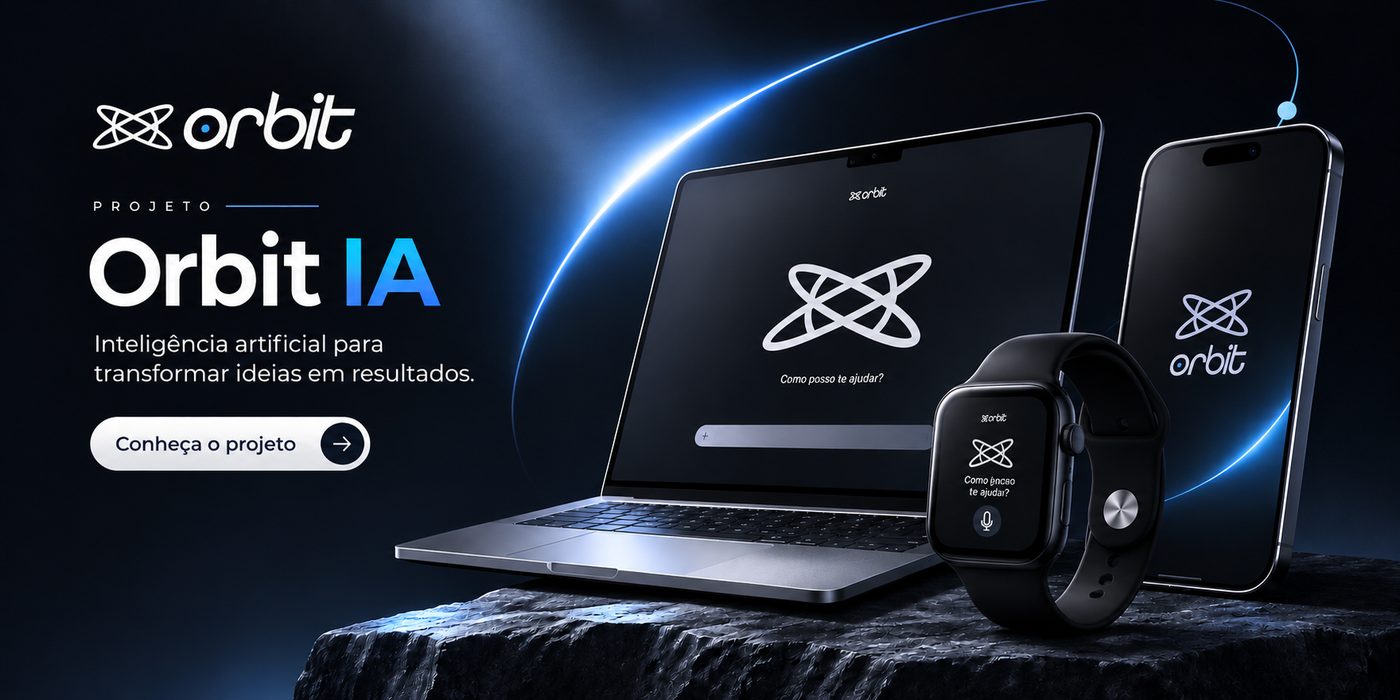 orbit
PROJETO
Orbit IA
Inteligência artificial para
transformar ideias em resultados.
Conheça o projeto
orbit
Como posso te ajudar?
orbit
Como
te ajudar?
orbit